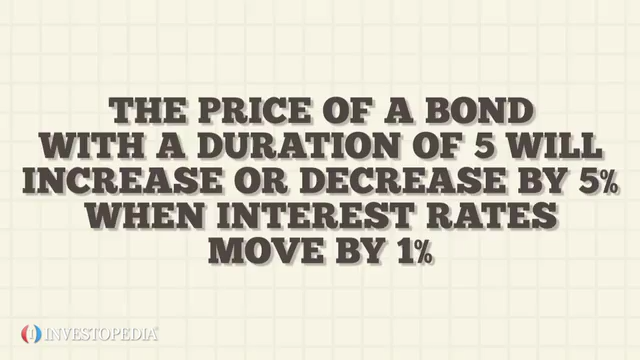 THE PRICE OF A BOND
WITH A DURATION OF 5 WILL
INCREASE OR DECREASE BY 5%
WHEN INTEREST RATES
MOVE BY 1%
INVESTOPEDIA